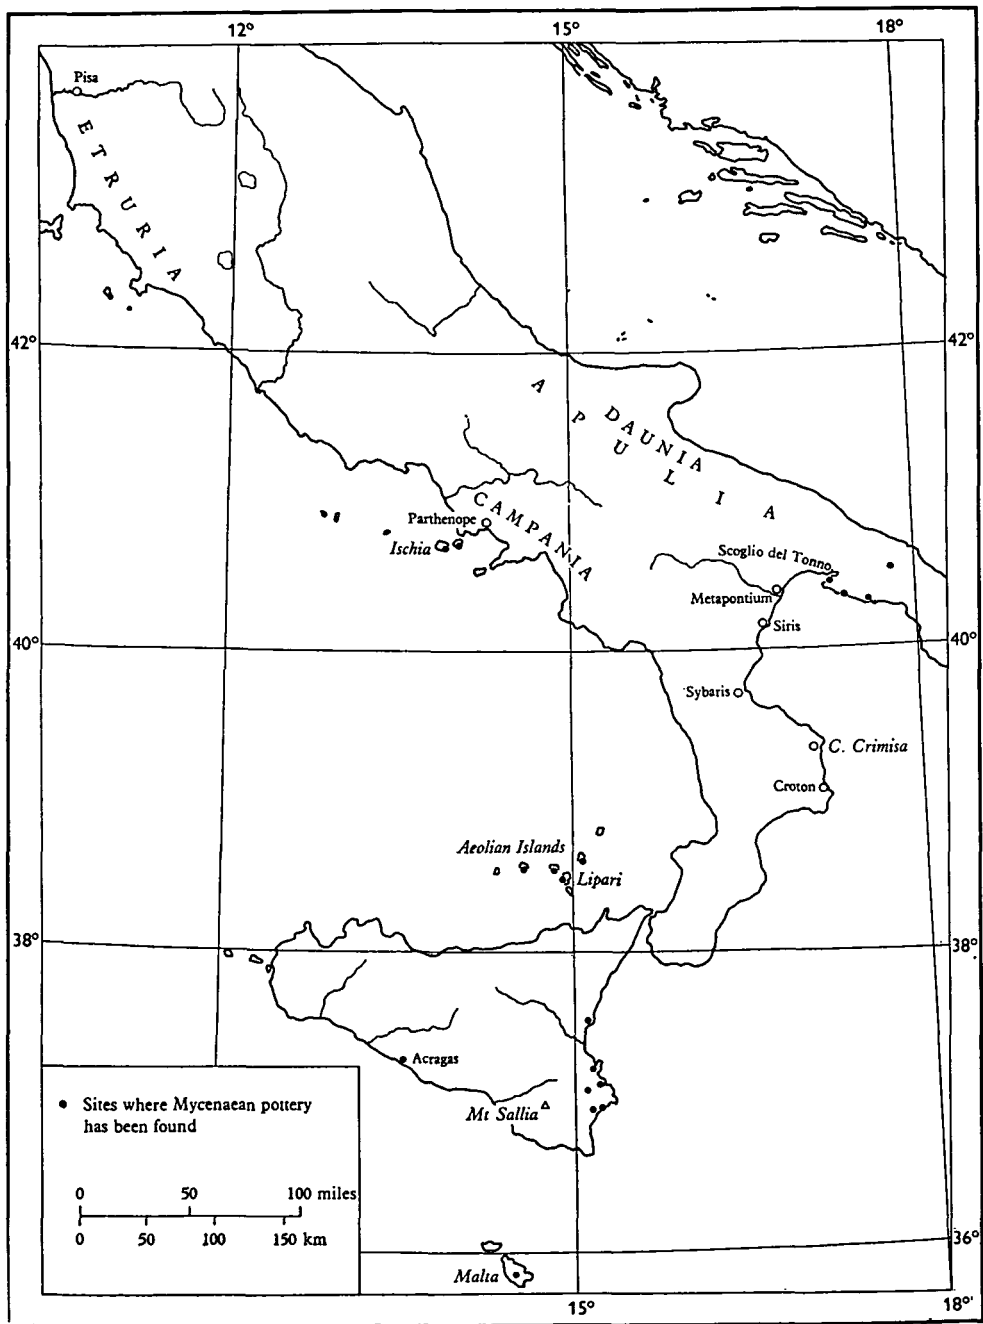 12° 15° 18°
Pisa
ETRURIA
42° 42°
APULIA
DAUNIA
CAMPANIA
Parthenope
Ischia
Scoglio del Tonno
Metapontium
Siris
40° 40°
Sybaris
C. Crimisa
Croton
Aeolian Islands
Lipari
38° 38°
Acragas
Mt Sallia
Sites where Mycenaean pottery
has been found
0 50 100 miles
0 50 100 150 km
36°
Malta
15° 18°